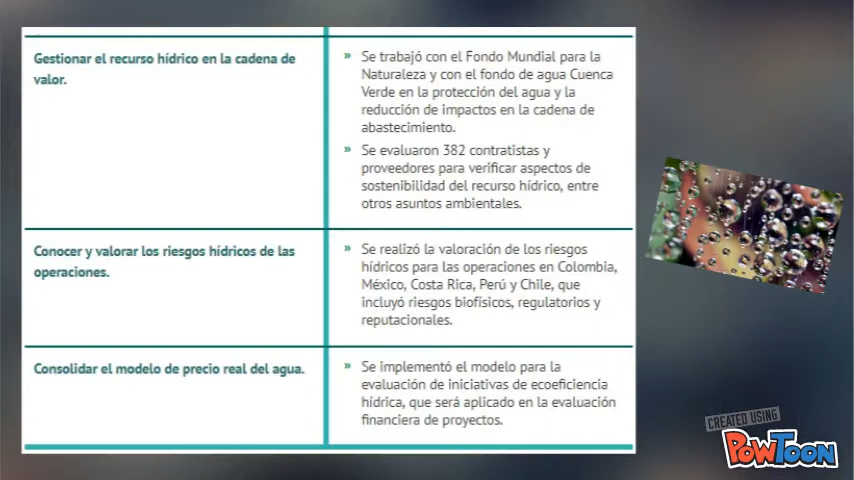 Gestionar el recurso hídrico en la cadena de
valor.
» Se trabajó con el Fondo Mundial para la
Naturaleza y con el fondo de agua Cuenca
Verde en la protección del agua y la
reducción de impactos en la cadena de
abastecimiento.
» Se evaluaron 382 contratistas y
proveedores para verificar aspectos de
sostenibilidad del recurso hídrico, entre
otros asuntos ambientales.
Conocer y valorar los riesgos hídricos de las
operaciones.
» Se realizó la valoración de los riesgos
hídricos para las operaciones en Colombia,
México, Costa Rica, Perú y Chile, que
incluyó riesgos biofísicos, regulatorios y
reputacionales.
Consolidar el modelo de precio real del agua.
» Se implementó el modelo para la
evaluación de iniciativas de ecoeficiencia
hídrica, que será aplicado en la evaluación
financiera de proyectos.
CREATED USING
POWTOON